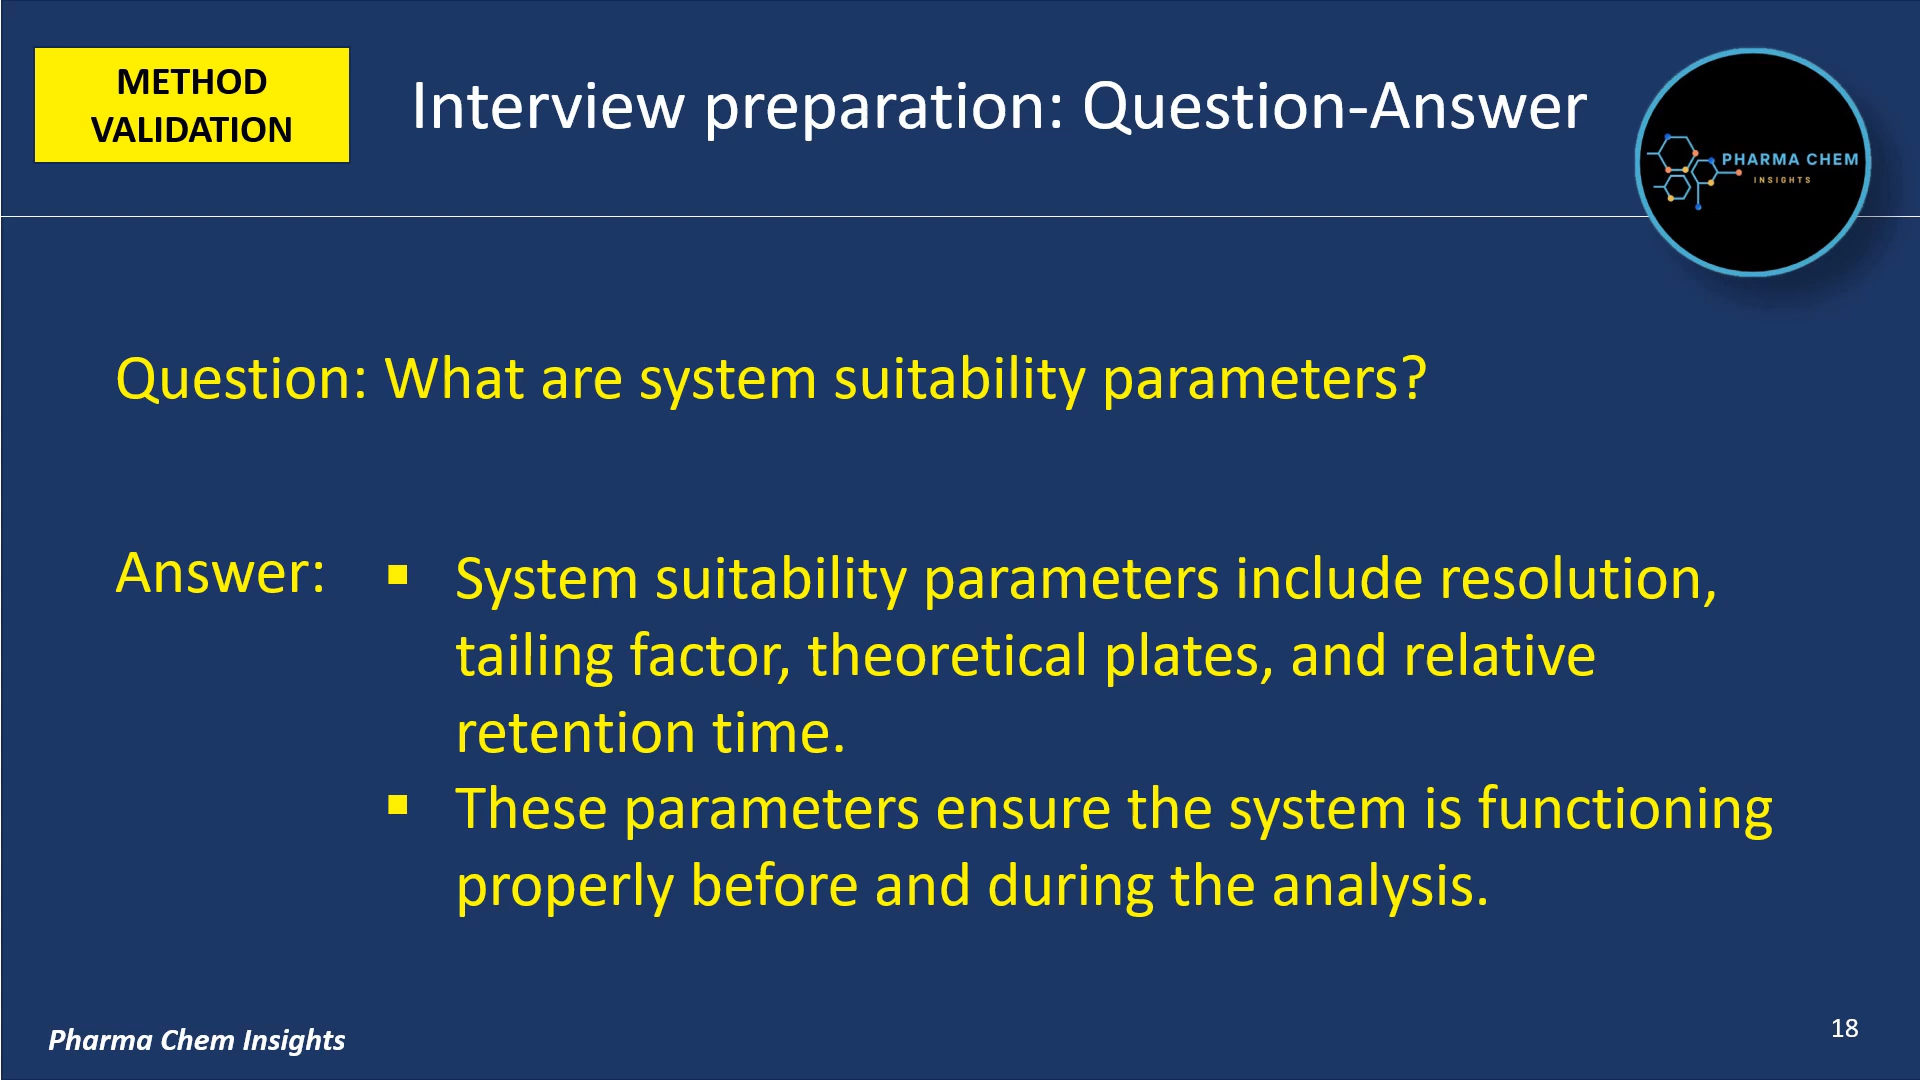 METHOD
VALIDATION
Interview preparation: Question-Answer
PHARMA CHEM
INSIGHTS
Question: What are system suitability parameters?
Answer:
▪ System suitability parameters include resolution,
tailing factor, theoretical plates, and relative
retention time.
▪ These parameters ensure the system is functioning
properly before and during the analysis.
Pharma Chem Insights
18